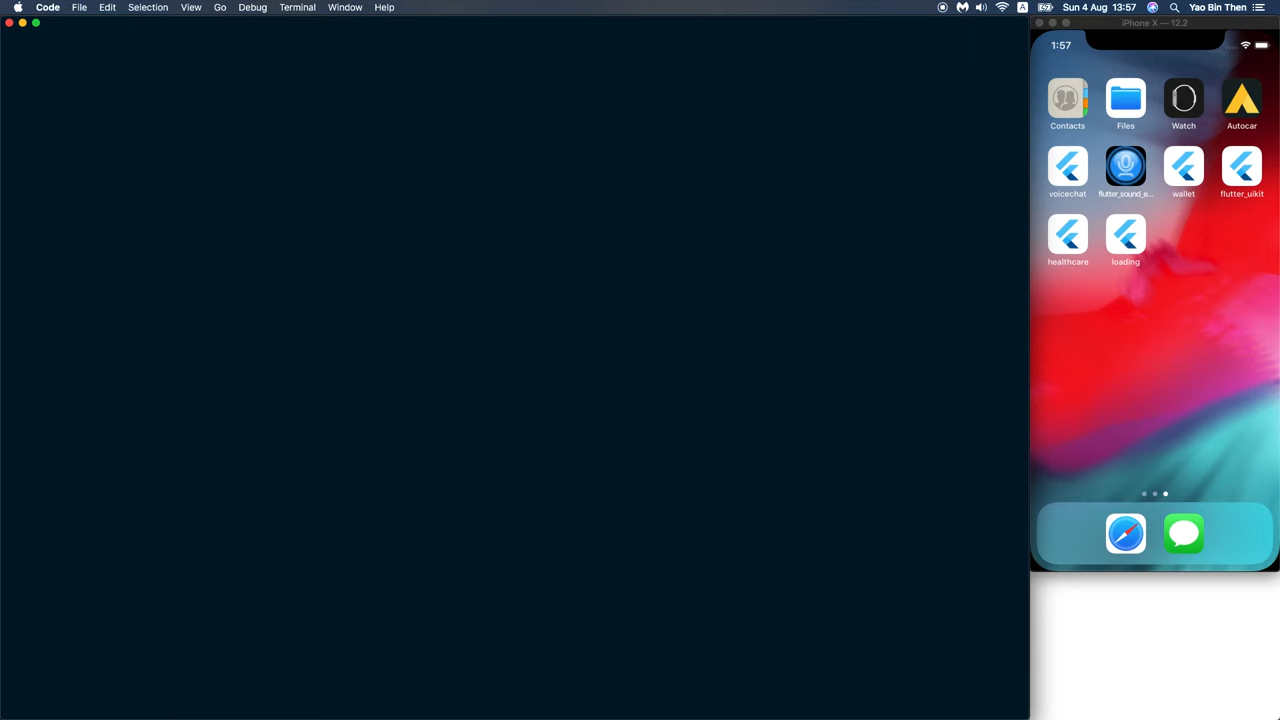 Code File Edit Selection View Go Debug Terminal Window Help
A Sun 4 Aug 13:57 Yao Bin Then
iPhone X — 12.2
1:57
Contacts Files Watch Autocar
voicechat flutter_sound_e... wallet flutter_uikit
healthcare loading